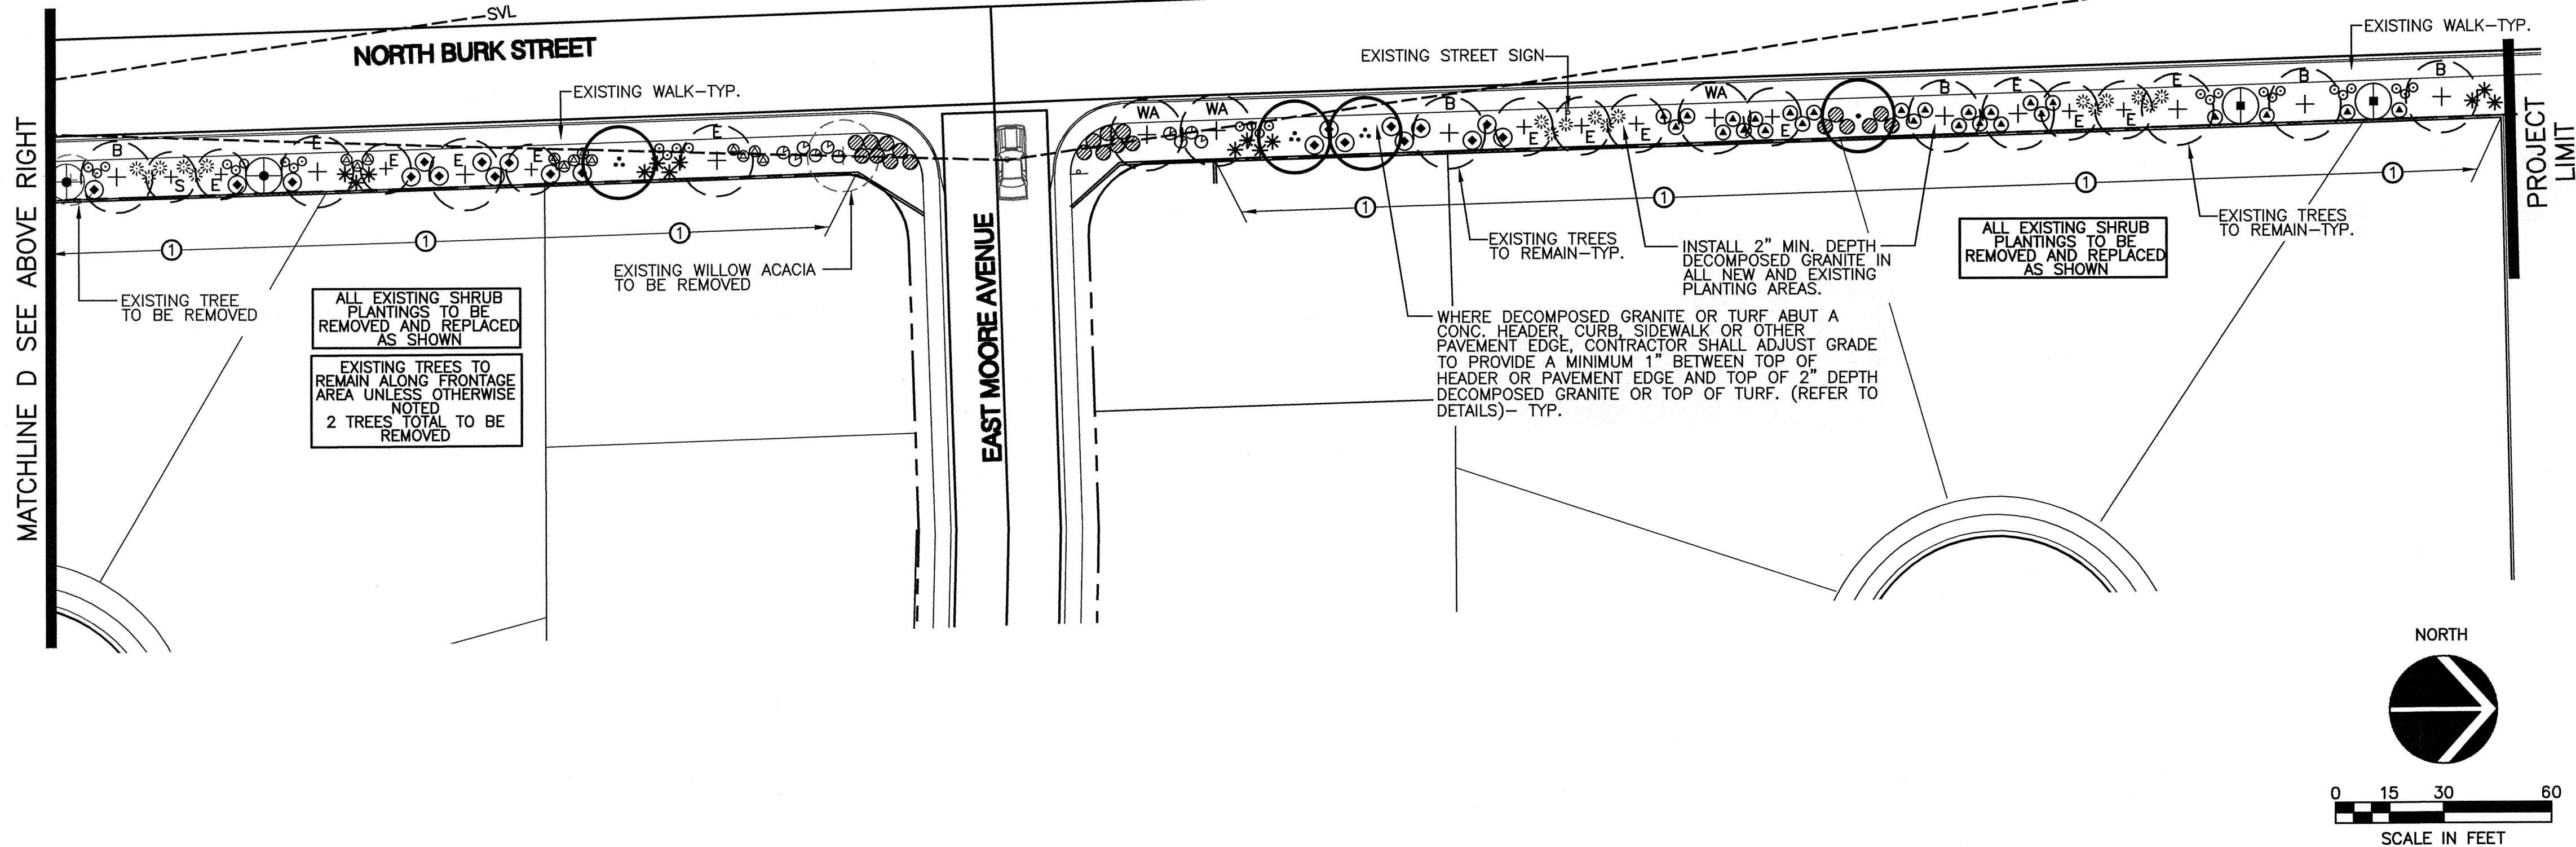 SVL
NORTH BURK STREET
EXISTING WALK-TYP.
EXISTING STREET SIGN
EXISTING WALK-TYP.
MATCHLINE D SEE ABOVE RIGHT
PROJECT
LIMIT
B
S
E
E
E
E
E
E
WA
WA
B
E
E
E
WA
E
B
E
E
E
E
B
B
1
1
1
1
1
1
1
EXISTING TREE
TO BE REMOVED
ALL EXISTING SHRUB
PLANTINGS TO BE
REMOVED AND REPLACED
AS SHOWN
EXISTING TREES TO
REMAIN ALONG FRONTAGE
AREA UNLESS OTHERWISE
NOTED
2 TREES TOTAL TO BE
REMOVED
EXISTING WILLOW ACACIA
TO BE REMOVED
EAST MOORE AVENUE
EXISTING TREES
TO REMAIN-TYP.
INSTALL 2" MIN. DEPTH
DECOMPOSED GRANITE IN
ALL NEW AND EXISTING
PLANTING AREAS.
WHERE DECOMPOSED GRANITE OR TURF ABUT A
CONC. HEADER, CURB, SIDEWALK OR OTHER
PAVEMENT EDGE, CONTRACTOR SHALL ADJUST GRADE
TO PROVIDE A MINIMUM 1" BETWEEN TOP OF
HEADER OR PAVEMENT EDGE AND TOP OF 2" DEPTH
DECOMPOSED GRANITE OR TOP OF TURF. (REFER TO
DETAILS)- TYP.
ALL EXISTING SHRUB
PLANTINGS TO BE
REMOVED AND REPLACED
AS SHOWN
EXISTING TREES
TO REMAIN-TYP.
NORTH
0 15 30 60
SCALE IN FEET